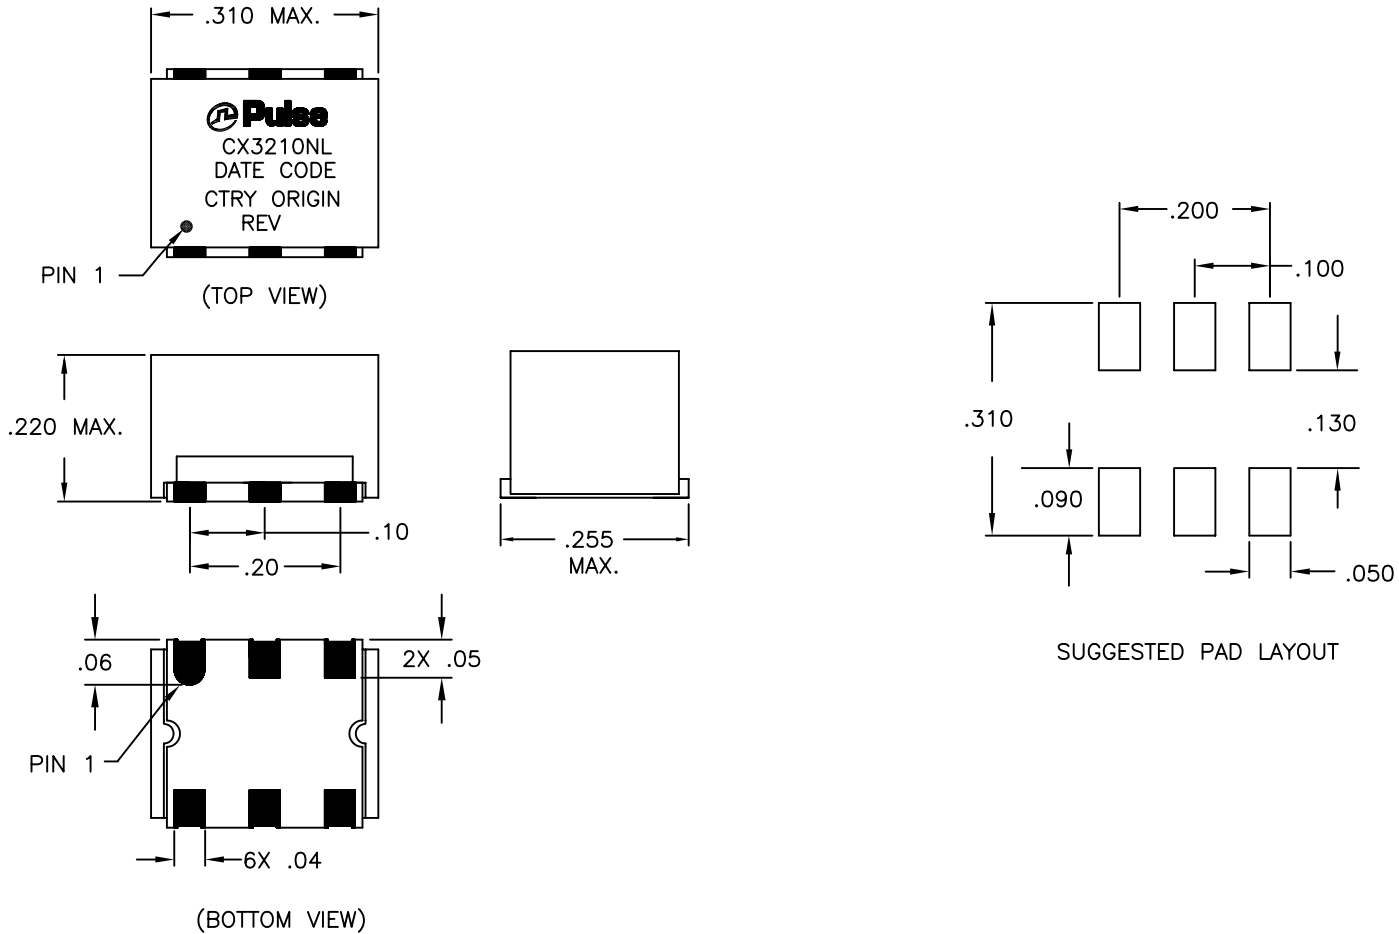 .310 MAX.
Pulse
CX3210NL
DATE CODE
CTRY ORIGIN
REV
PIN 1
(TOP VIEW)
.220 MAX.
.10
.20
.255
MAX.
.06
2X .05
PIN 1
6X .04
(BOTTOM VIEW)
.200
.100
.310
.130
.090
.050
SUGGESTED PAD LAYOUT